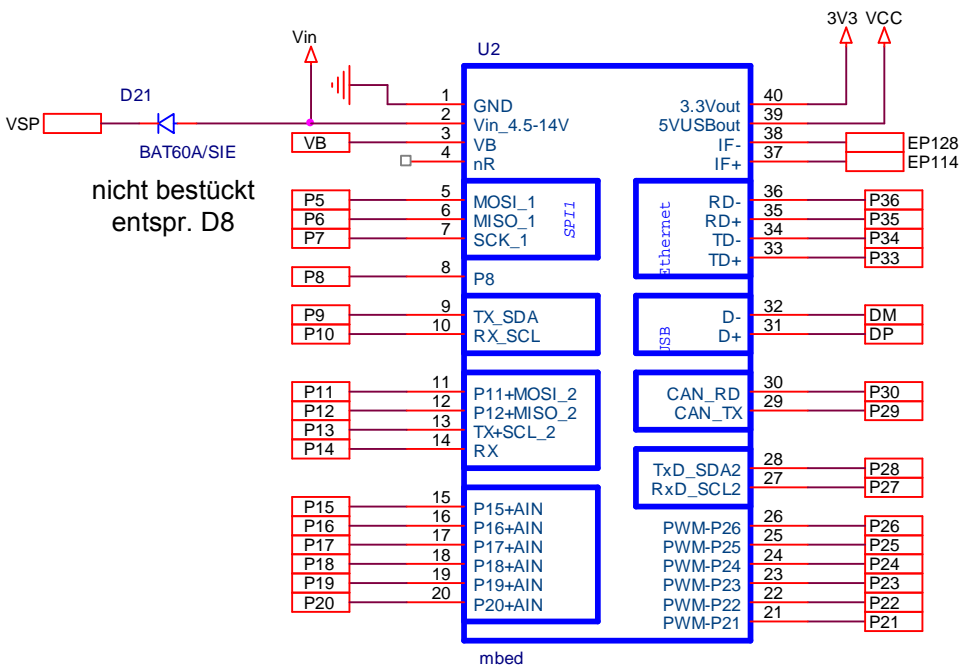 3V3 VCC
Vin
U2
D21
VSP
BAT60A/SIE
nicht bestückt
entspr. D8
1 GND 3.3Vout 40
2 Vin_4.5-14V 5VUSBout 39
VB 3 VB IF- 38 EP128
4 nR IF+ 37 EP114
P5 5 MOSI_1 RD- 36 P36
P6 6 MISO_1 RD+ 35 P35
P7 7 SCK_1 TD- 34 P34
TD+ 33 P33
SPI1
Ethernet
P8 8 P8
P9 9 TX_SDA D- 32 DM
P10 10 RX_SCL D+ 31 DP
USB
P11 11 P11+MOSI_2 CAN_RD 30 P30
P12 12 P12+MISO_2 CAN_TX 29 P29
P13 13 TX+SCL_2
P14 14 RX TxD_SDA2 28 P28
RxD_SCL2 27 P27
P15 15 P15+AIN
P16 16 P16+AIN PWM-P26 26 P26
P17 17 P17+AIN PWM-P25 25 P25
P18 18 P18+AIN PWM-P24 24 P24
P19 19 P19+AIN PWM-P23 23 P23
P20 20 P20+AIN PWM-P22 22 P22
PWM-P21 21 P21
mbed